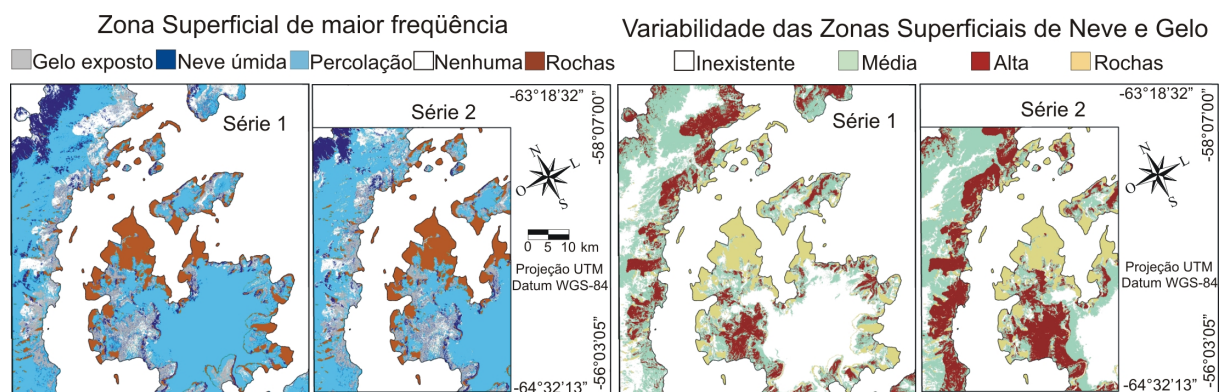 Zona Superficial de maior freqüência
Gelo exposto Neve úmida Percolação Nenhuma Rochas
Série 1
Série 2
-63°18'32”
-58°07'00”
N
L
O
S
0 5 10 km
Projeção UTM
Datum WGS-84
-56°03'05”
-64°32'13”
Variabilidade das Zonas Superficiais de Neve e Gelo
Inexistente Média Alta Rochas
Série 1
Série 2
-63°18'32”
-58°07'00”
N
L
O
S
Projeção UTM
Datum WGS-84
-56°03'05”
-64°32'13”